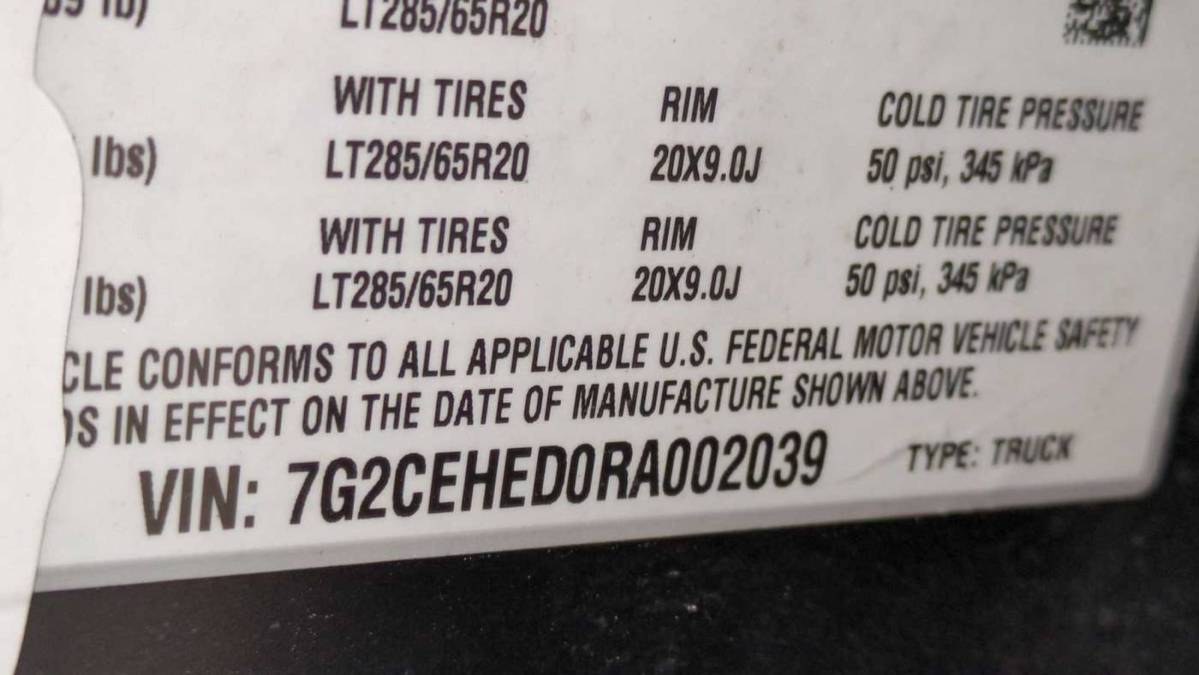 lb)
LT285/65R20
WITH TIRES RIM COLD TIRE PRESSURE
lbs) LT285/65R20 20X9.0J 50 psi, 345 kPa
WITH TIRES RIM COLD TIRE PRESSURE
lbs) LT285/65R20 20X9.0J 50 psi, 345 kPa
CLE CONFORMS TO ALL APPLICABLE U.S. FEDERAL MOTOR VEHICLE SAFETY
DS IN EFFECT ON THE DATE OF MANUFACTURE SHOWN ABOVE.
VIN: 7G2CEHED0RA002039 TYPE: TRUCK